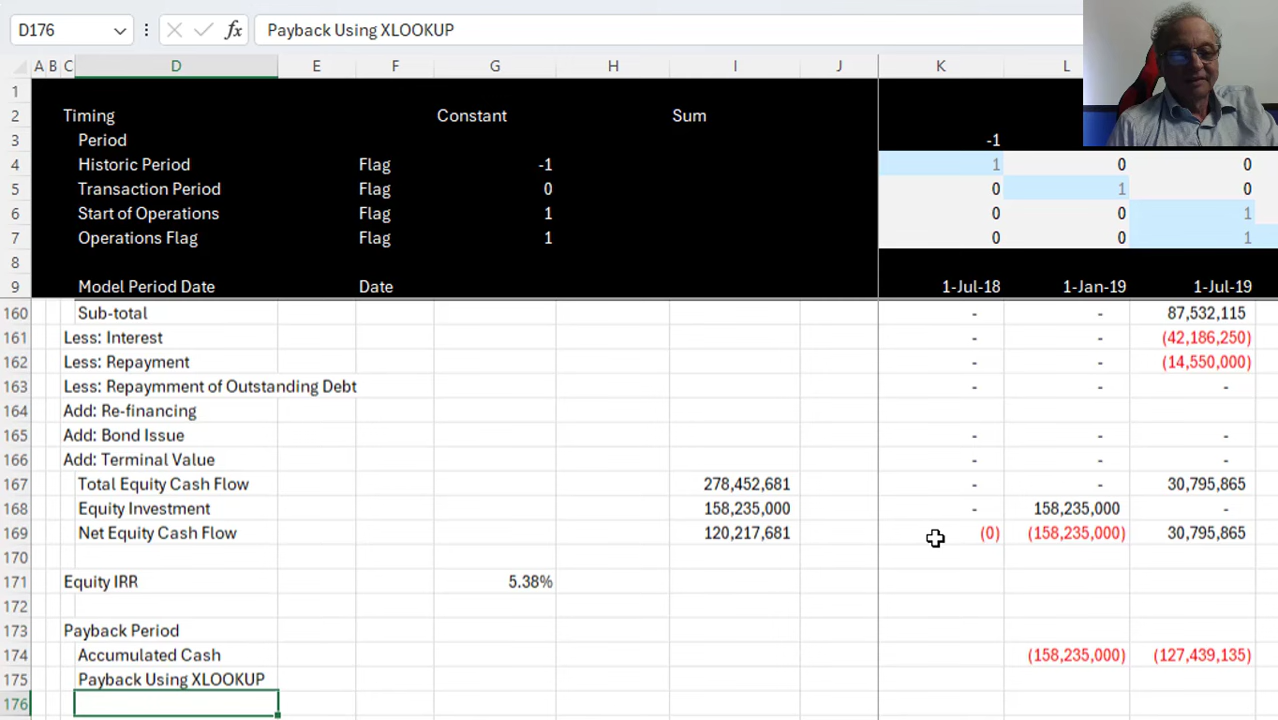 D176 fx Payback Using XLOOKUP
A B C D E F G H I J K L
1
2 Timing Constant Sum
3 Period -1
4 Historic Period Flag -1 1 0 0
5 Transaction Period Flag 0 0 1 0
6 Start of Operations Flag 1 0 0 1
7 Operations Flag Flag 1 0 0 1
8
9 Model Period Date Date 1-Jul-18 1-Jan-19 1-Jul-19
160 Sub-total - - 87,532,115
161 Less: Interest - - (42,186,250)
162 Less: Repayment - - (14,550,000)
163 Less: Repaymment of Outstanding Debt - - -
164 Add: Re-financing
165 Add: Bond Issue - - -
166 Add: Terminal Value - - -
167 Total Equity Cash Flow 278,452,681 - - 30,795,865
168 Equity Investment 158,235,000 - 158,235,000 -
169 Net Equity Cash Flow 120,217,681 (0) (158,235,000) 30,795,865
170
171 Equity IRR 5.38%
172
173 Payback Period
174 Accumulated Cash (158,235,000) (127,439,135)
175 Payback Using XLOOKUP
176